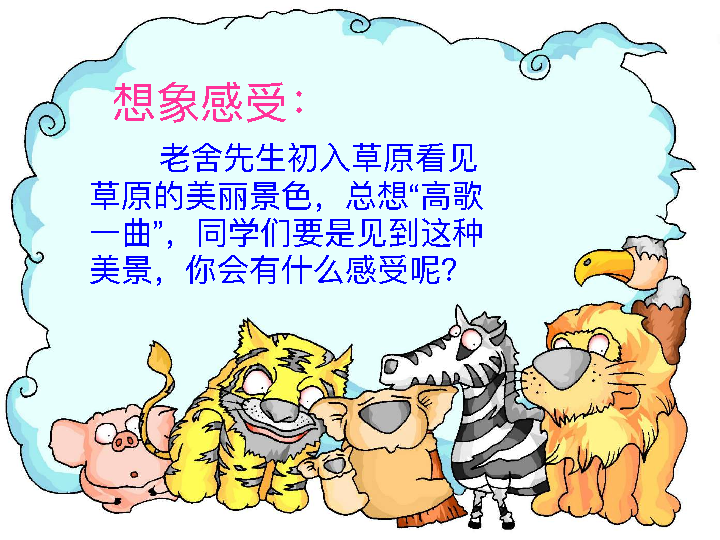 想象感受：
老舍先生初入草原看见
草原的美丽景色，总想“高歌
一曲”，同学们要是见到这种
美景，你会有什么感受呢？